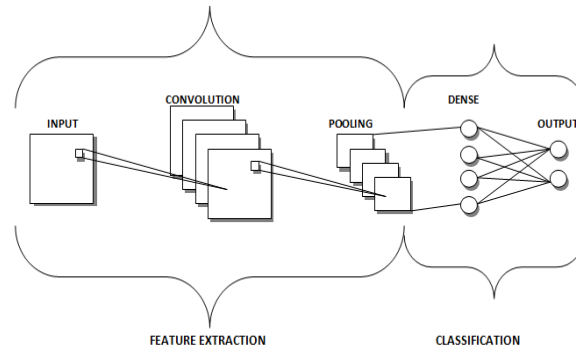 INPUT
CONVOLUTION
POOLING
DENSE
OUTPUT
FEATURE EXTRACTION
CLASSIFICATION